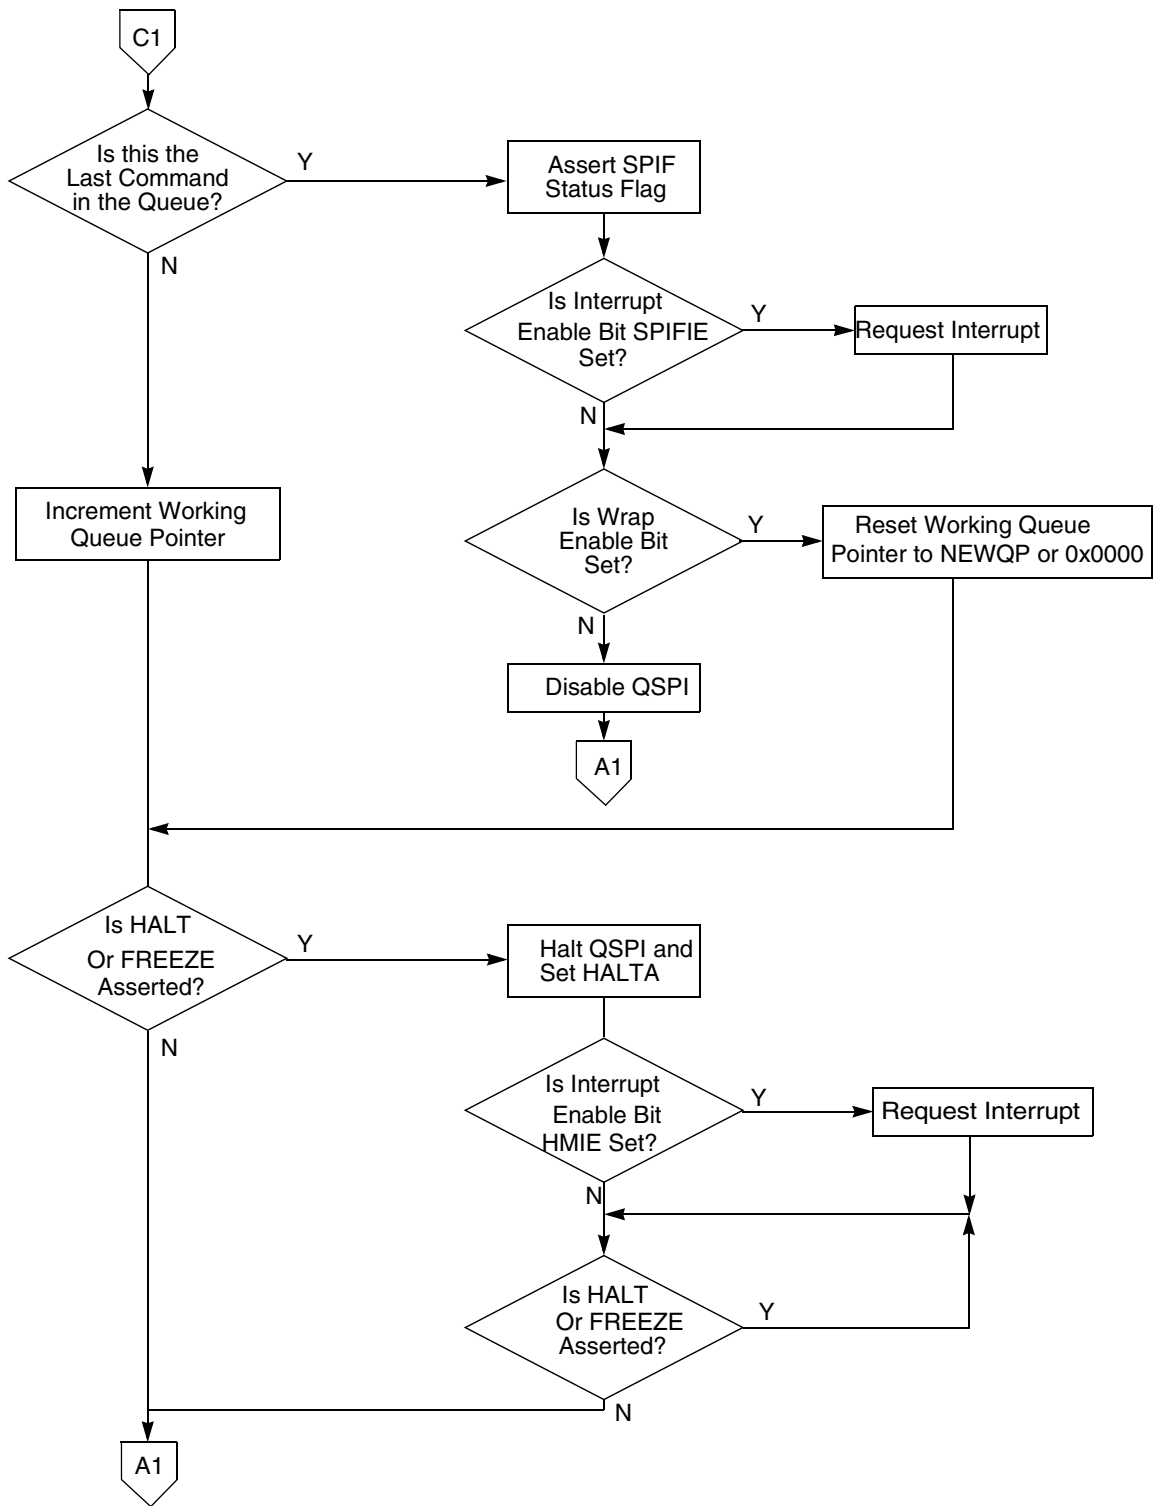 C1
Is this the
Last Command
in the Queue?
Y
N
Assert SPIF
Status Flag
Is Interrupt
Enable Bit SPIFIE
Set?
Y
Request Interrupt
N
Increment Working
Queue Pointer
Is Wrap
Enable Bit
Set?
Y
Reset Working Queue
Pointer to NEWQP or 0x0000
N
Disable QSPI
A1
Is HALT
Or FREEZE
Asserted?
Y
N
Halt QSPI and
Set HALTA
Is Interrupt
Enable Bit
HMIE Set?
Y
Request Interrupt
N
Is HALT
Or FREEZE
Asserted?
Y
N
A1